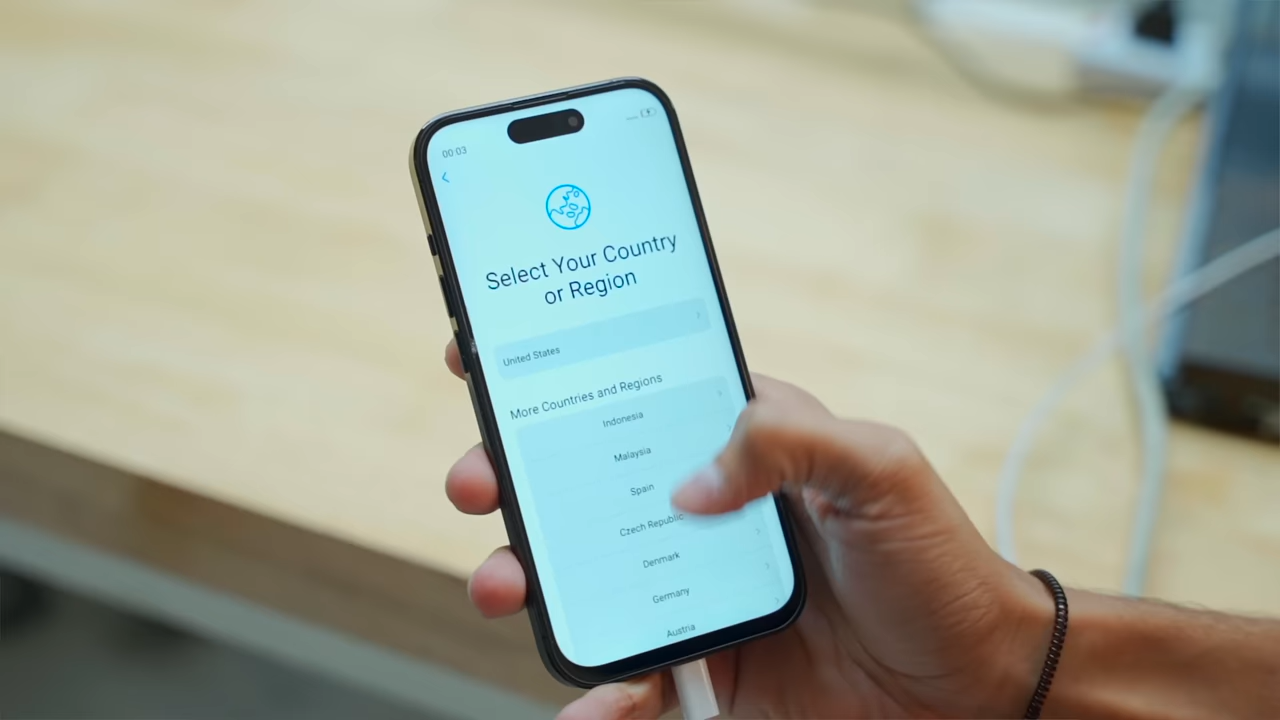 00:03
Select Your Country
or Region
United States
More Countries and Regions
Indonesia
Malaysia
Spain
Czech Republic
Denmark
Germany
Austria